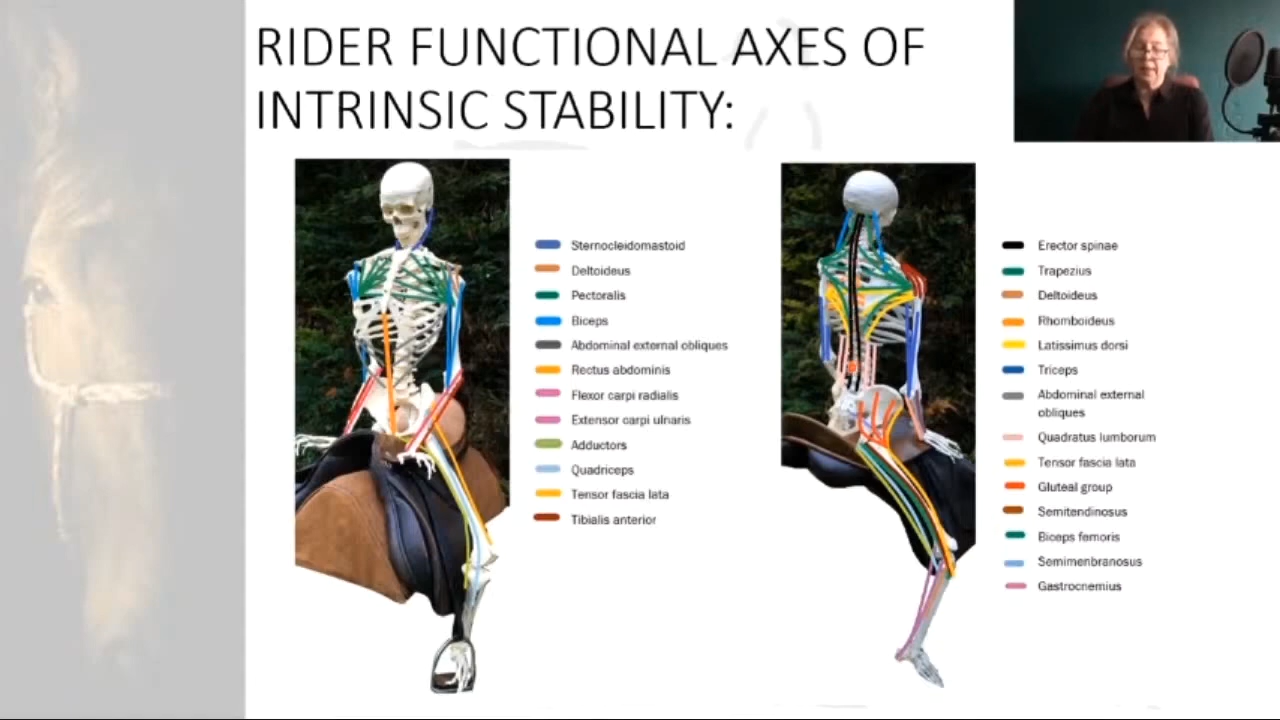 RIDER FUNCTIONAL AXES OF
INTRINSIC STABILITY:
Sternocleidomastoid
Deltoideus
Pectoralis
Biceps
Abdominal external obliques
Rectus abdominis
Flexor carpi radialis
Extensor carpi ulnaris
Adductors
Quadriceps
Tensor fascia lata
Tibialis anterior
Erector spinae
Trapezius
Deltoideus
Rhomboideus
Latissimus dorsi
Triceps
Abdominal external
obliques
Quadratus lumborum
Tensor fascia lata
Gluteal group
Semitendinosus
Biceps femoris
Semimenbranosus
Gastrocnemius